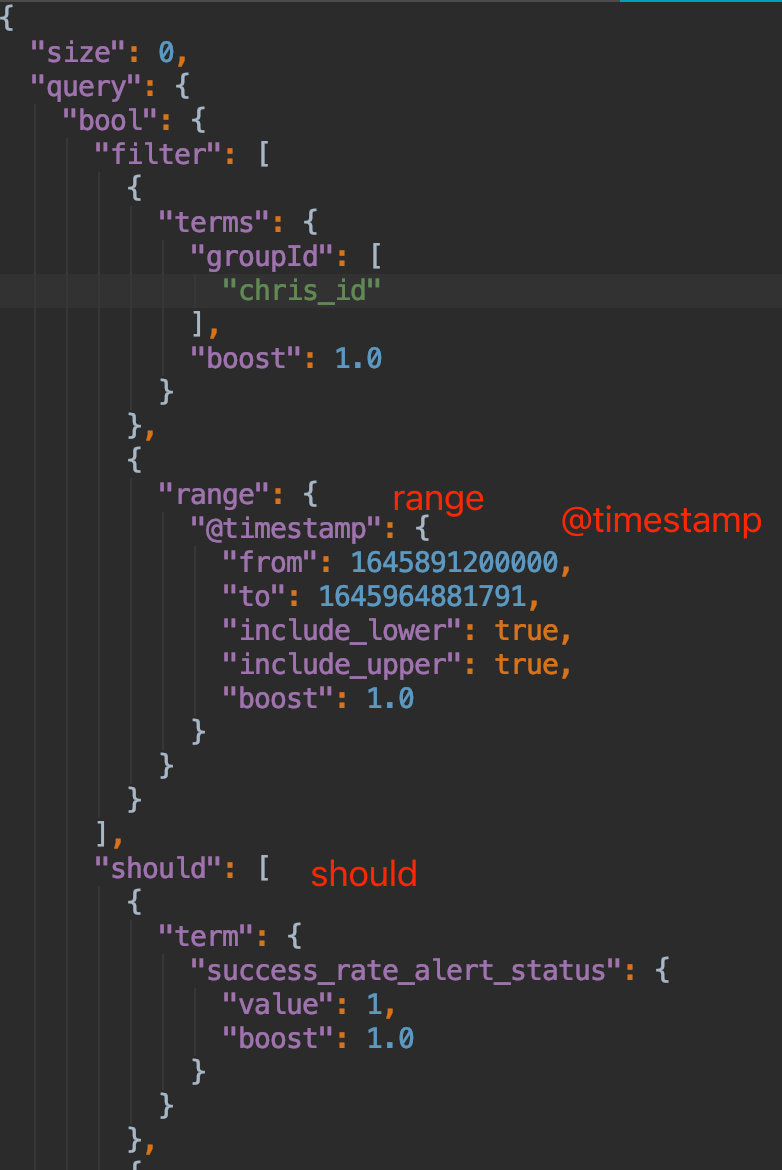 {
"size": 0,
"query": {
"bool": {
"filter": [
{
"terms": {
"groupId": [
"chris_id"
],
"boost": 1.0
}
},
{
"range": { range
"@timestamp": { @timestamp
"from": 1645891200000,
"to": 1645964881791,
"include_lower": true,
"include_upper": true,
"boost": 1.0
}
}
}
],
"should": [ should
{
"term": {
"success_rate_alert_status": {
"value": 1,
"boost": 1.0
}
}
},
{